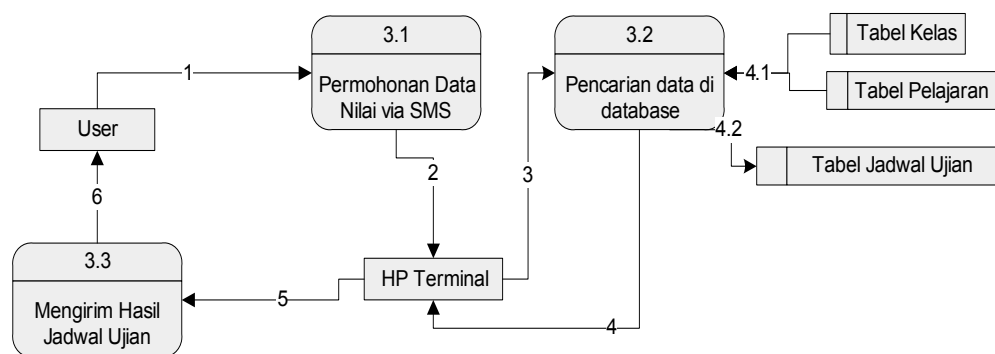 3.1
Permohonan Data
Nilai via SMS
3.2
Pencarian data di
database
Tabel Kelas
Tabel Pelajaran
Tabel Jadwal Ujian
1
4.1
4.2
User
2
3
6
3.3
Mengirim Hasil
Jadwal Ujian
HP Terminal
5
4